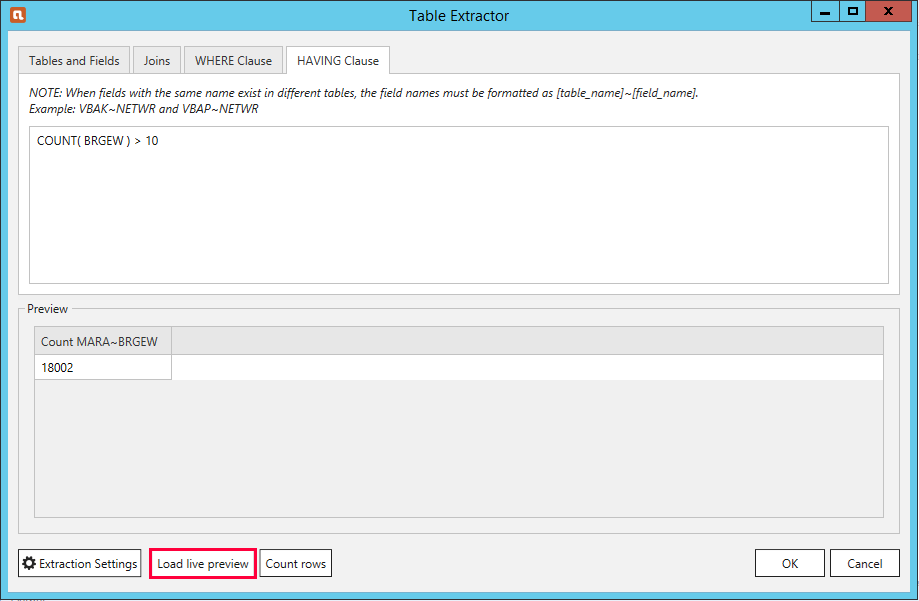 Table Extractor
Tables and Fields
Joins
WHERE Clause
HAVING Clause
NOTE: When fields with the same name exist in different tables, the field names must be formatted as [table_name]~[field_name].
Example: VBAK~NETWR and VBAP~NETWR
COUNT( BRGEW ) > 10
Preview
Count MARA~BRGEW
18002
Extraction Settings
Load live preview
Count rows
OK
Cancel